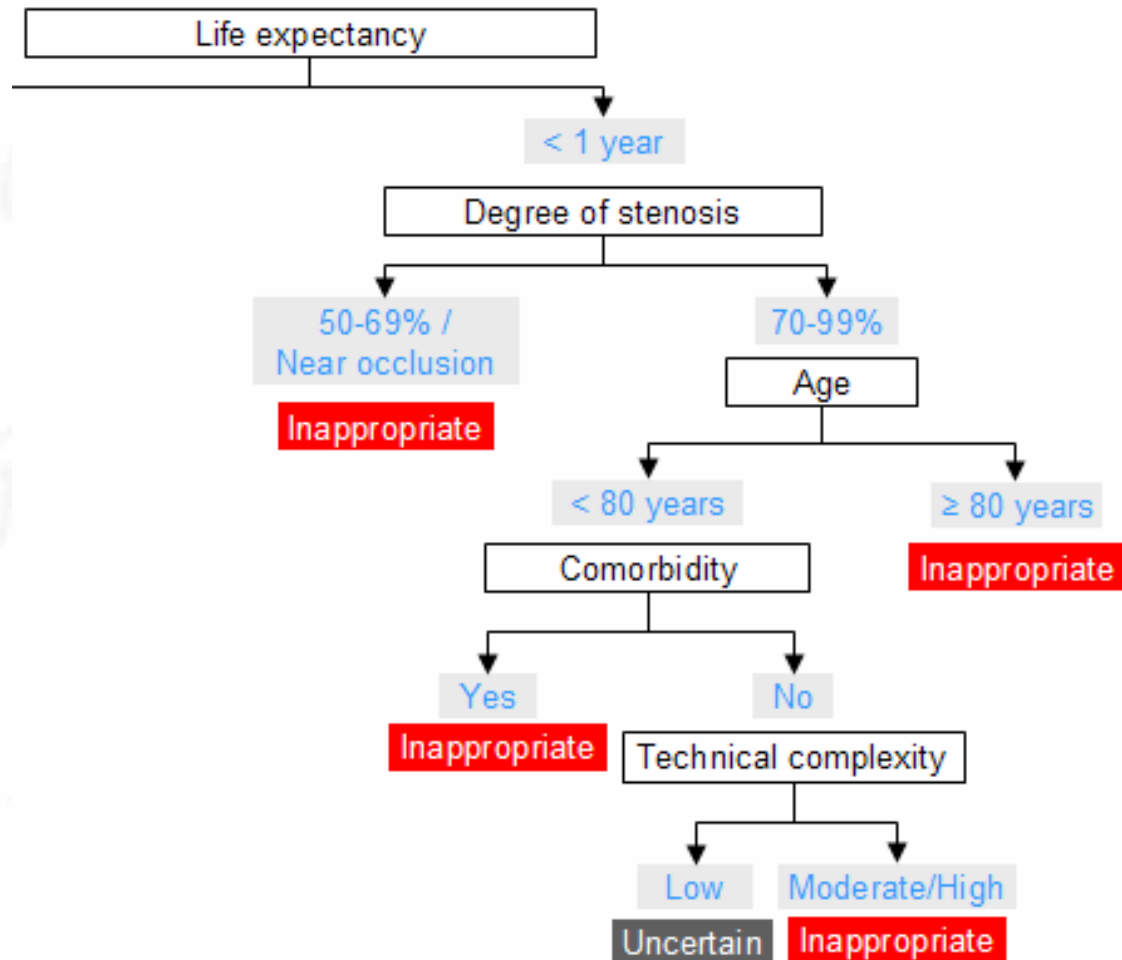 Life expectancy
< 1 year
Degree of stenosis
50-69% /
Near occlusion
70-99%
Inappropriate
Age
< 80 years
≥ 80 years
Comorbidity
Inappropriate
Yes
No
Inappropriate
Technical complexity
Low
Moderate/High
Uncertain
Inappropriate